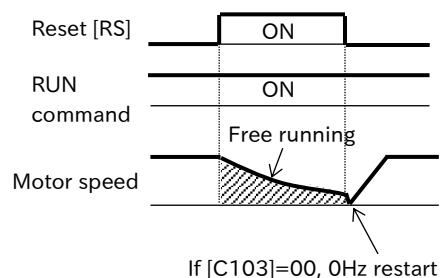 Reset [RS]
ON
RUN
command
ON
Free running
Motor speed
If [C103]=00, 0Hz restart